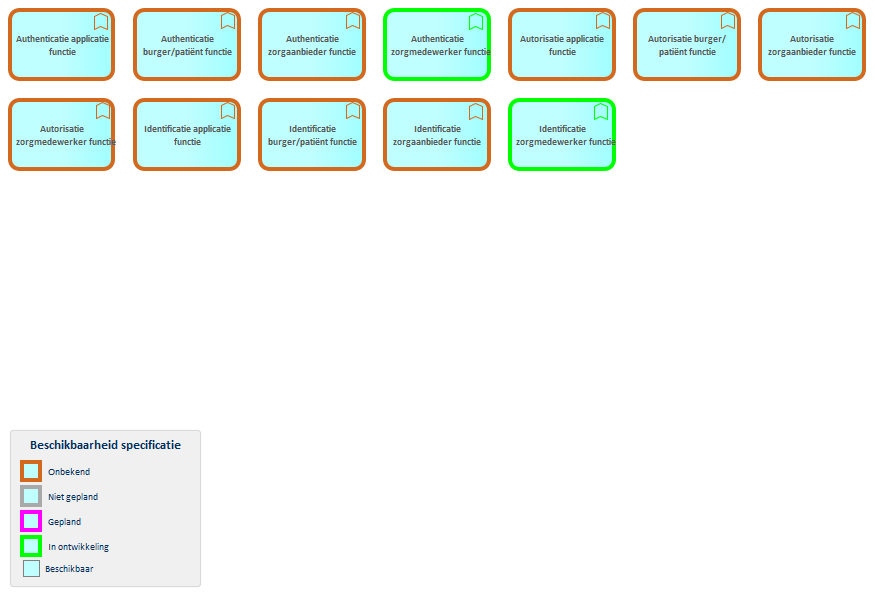 Authenticatie applicatie
functie
Authenticatie
burger/patiënt functie
Authenticatie
zorgaanbieder functie
Authenticatie
zorgmedewerker functie
Autorisatie applicatie
functie
Autorisatie burger/
patiënt functie
Autorisatie
zorgaanbieder functie
Autorisatie
zorgmedewerker functie
Identificatie applicatie
functie
Identificatie
burger/patiënt functie
Identificatie
zorgaanbieder functie
Identificatie
zorgmedewerker functie
Beschikbaarheid specificatie
Onbekend
Niet gepland
Gepland
In ontwikkeling
Beschikbaar